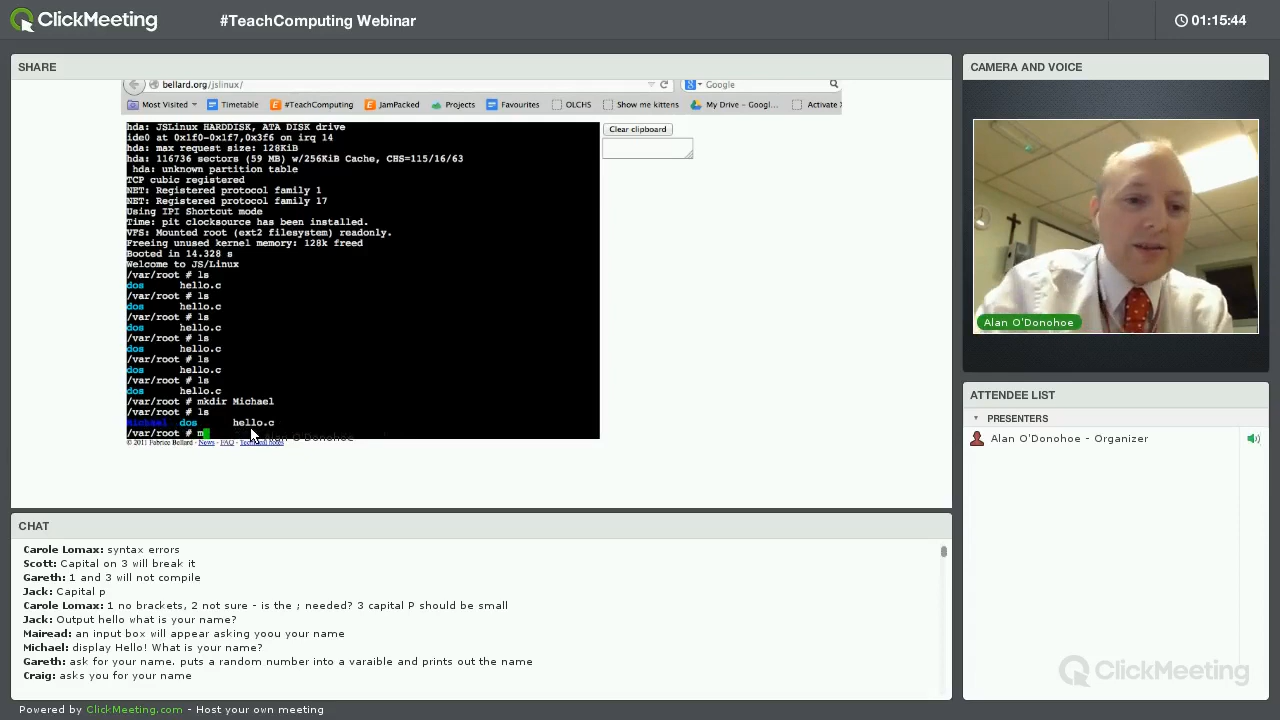 ClickMeeting
#TeachComputing Webinar
01:15:44
SHARE
bellard.org/jslinux/
Google
Most Visited
Timetable
#TeachComputing
JamPacked
Projects
Favourites
OLCHS
Show me kittens
My Drive – Googl...
Activate
hda: JSLinux HARDDISK, ATA DISK drive
ide0 at 0x1f0-0x1f7,0x3f6 on irq 14
hda: max request size: 128KiB
hda: 116736 sectors (59 MB) w/256KiB Cache, CHS=115/16/63
hda: unknown partition table
TCP cubic registered
NET: Registered protocol family 1
NET: Registered protocol family 17
Using IPI Shortcut mode
Time: pit clocksource has been installed.
VFS: Mounted root (ext2 filesystem) readonly.
Freeing unused kernel memory: 128k freed
Booted in 14.328 s
Welcome to JS/Linux
/var/root # ls
dos hello.c
/var/root # ls
dos hello.c
/var/root # ls
dos hello.c
/var/root # ls
dos hello.c
/var/root # ls
dos hello.c
/var/root # ls
dos hello.c
/var/root # mkdir Michael
/var/root # ls
Michael dos hello.c
/var/root # m
Alan O'Donohoe
© 2011 Fabrice Bellard - News - FAQ - Technical notes
Clear clipboard
CAMERA AND VOICE
Alan O'Donohoe
ATTENDEE LIST
PRESENTERS
Alan O'Donohoe - Organizer
CHAT
Carole Lomax: syntax errors
Scott: Capital on 3 will break it
Gareth: 1 and 3 will not compile
Jack: Capital p
Carole Lomax: 1 no brackets, 2 not sure - is the ; needed? 3 capital P should be small
Jack: Output hello what is your name?
Mairead: an input box will appear asking yoou your name
Michael: display Hello! What is your name?
Gareth: ask for your name. puts a random number into a varaible and prints out the name
Craig: asks you for your name
ClickMeeting
Powered by ClickMeeting.com - Host your own meeting